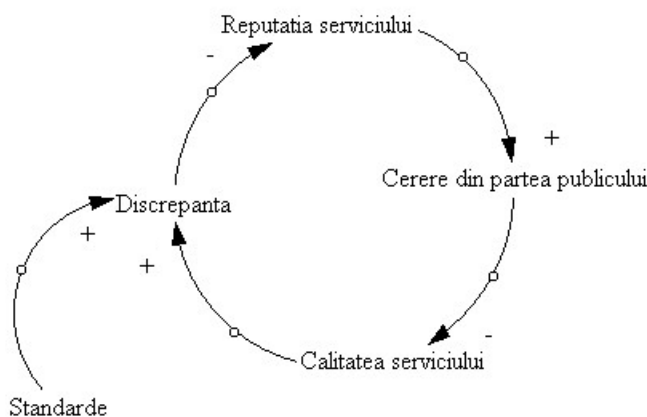 Reputatia serviciului
-
+
Cerere din partea publicului
Discrepanta
+
+
-
Calitatea serviciului
Standarde